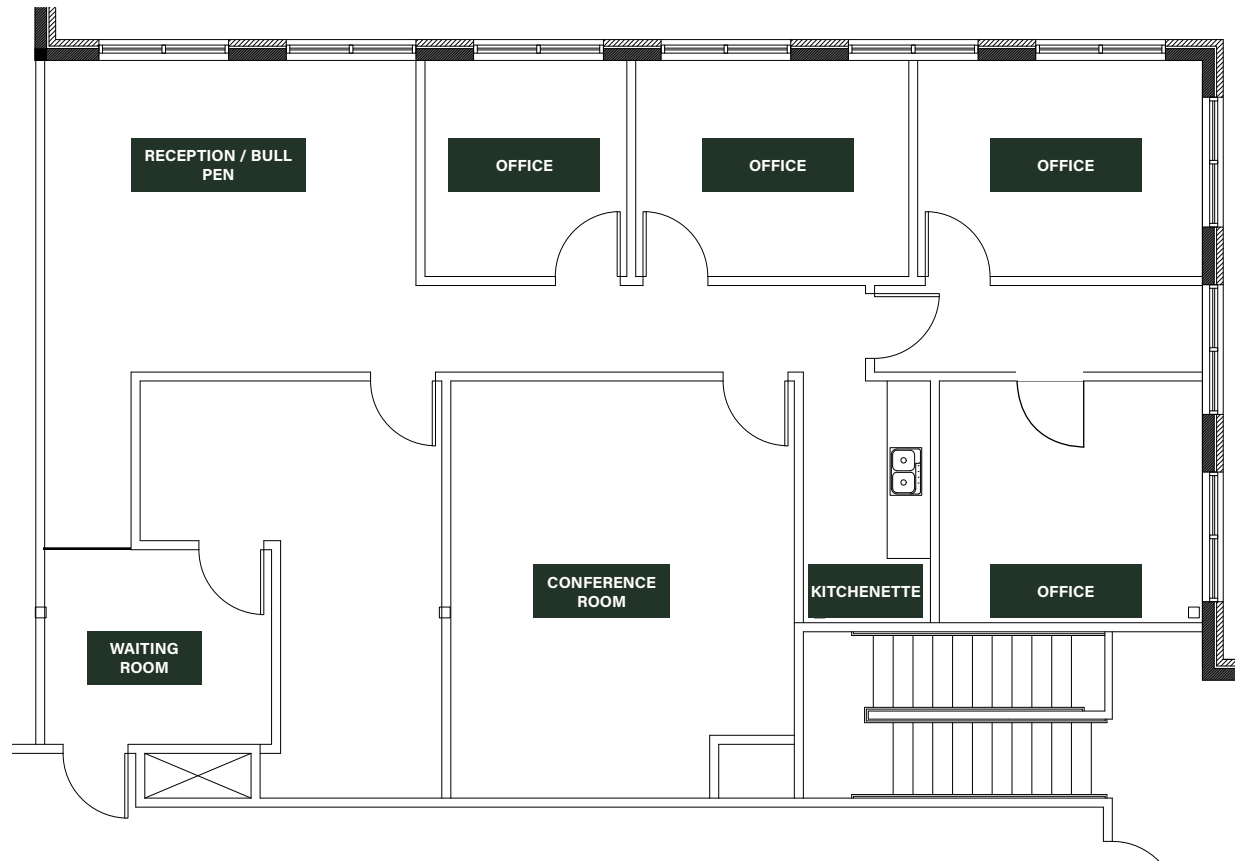 RECEPTION / BULL
PEN
OFFICE
OFFICE
OFFICE
CONFERENCE
ROOM
KITCHENETTE
OFFICE
WAITING
ROOM